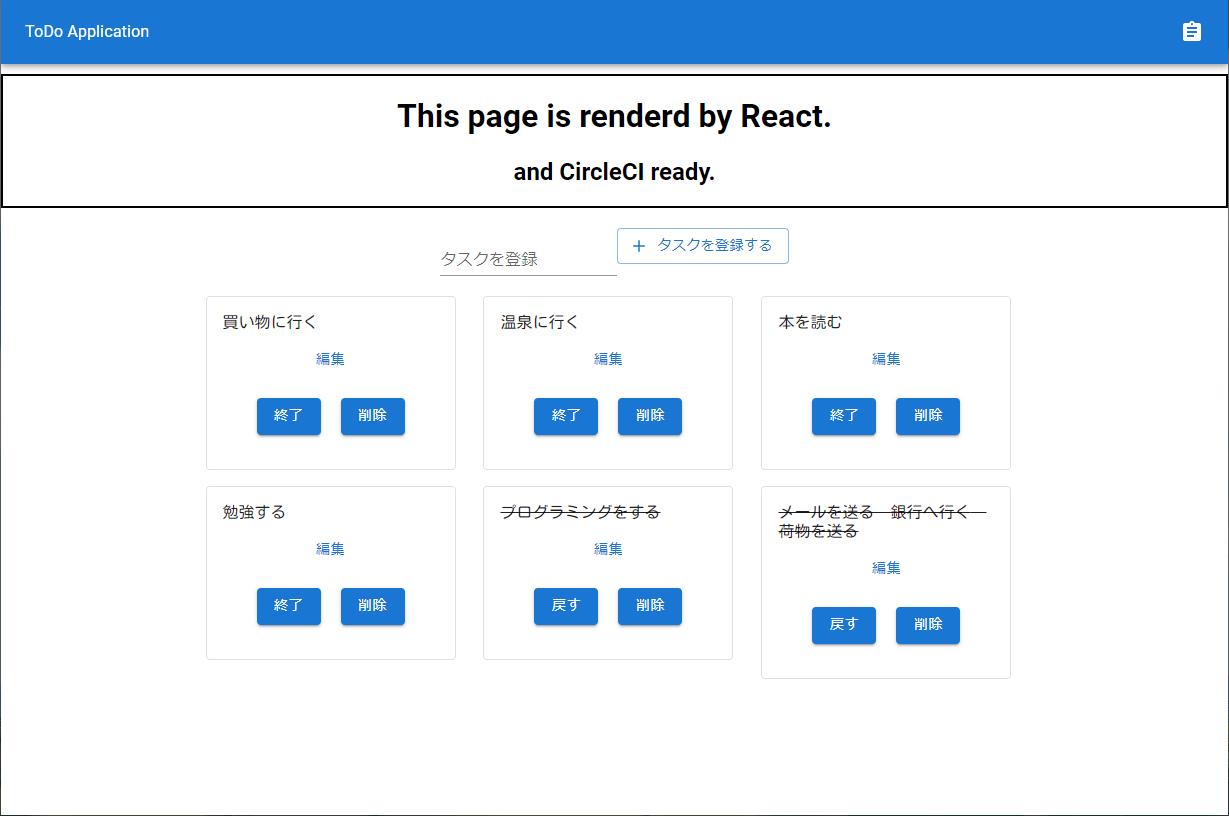 ToDo Application
This page is renderd by React.
and CircleCI ready.
タスクを登録
タスクを登録する
買い物に行く
編集
終了 削除
温泉に行く
編集
終了 削除
本を読む
編集
終了 削除
勉強する
編集
終了 削除
プログラミングをする
編集
戻す 削除
メールを送る　銀行へ行く　
荷物を送る
編集
戻す 削除